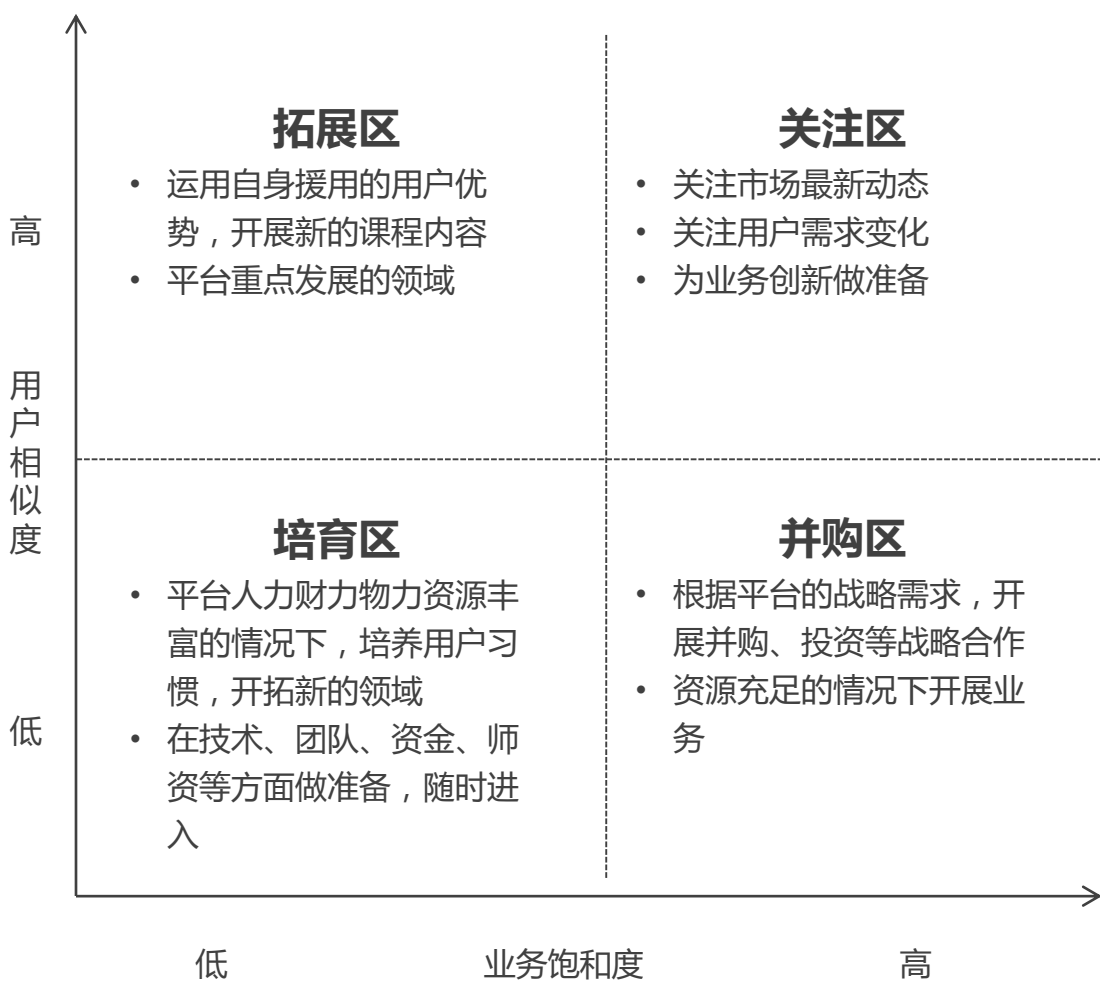 拓展区
• 运用自身援用的用户优
势，开展新的课程内容
• 平台重点发展的领域
关注区
• 关注市场最新动态
• 关注用户需求变化
• 为业务创新做准备
高
用户相似度
低
培育区
• 平台人力财力物力资源丰
富的情况下，培养用户习
惯，开拓新的领域
• 在技术、团队、资金、师
资等方面做准备，随时进
入
并购区
• 根据平台的战略需求，开
展并购、投资等战略合作
• 资源充足的情况下开展业
务
低
业务饱和度
高